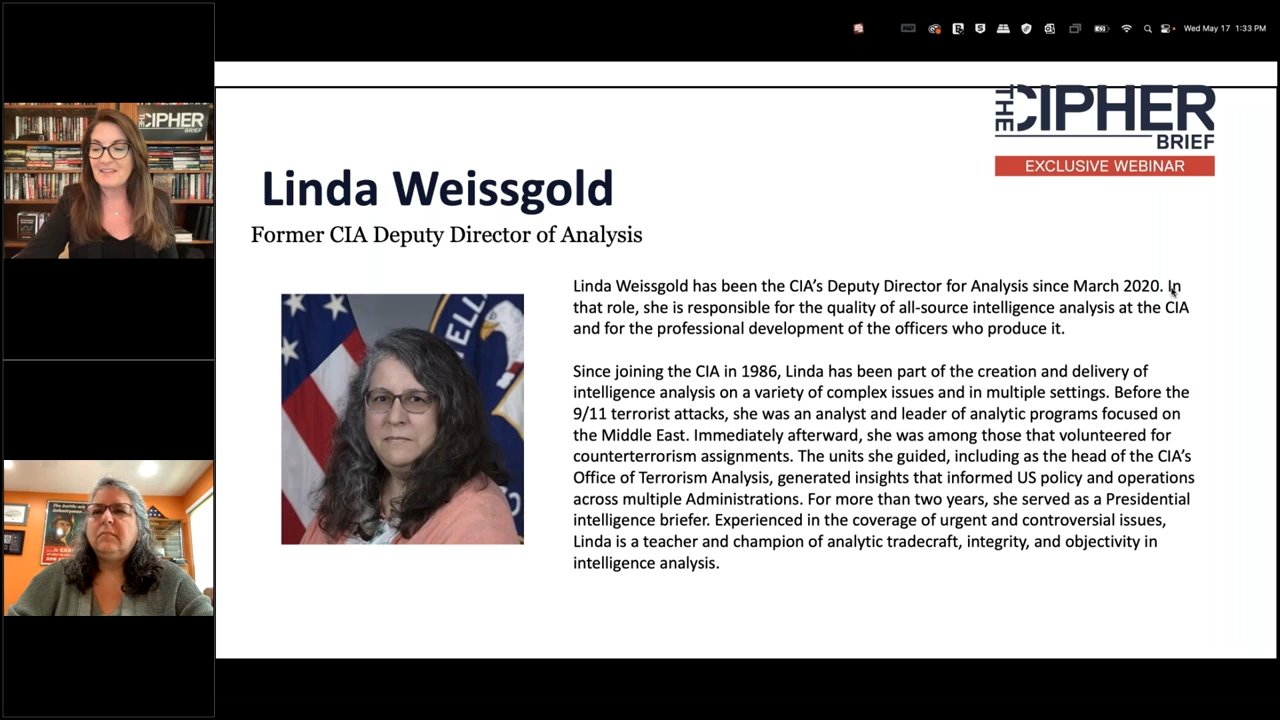 Wed May 17 1:33 PM
THE CIPHER
BRIEF
EXCLUSIVE WEBINAR
THE CIPHER
BRIEF
Linda Weissgold
Former CIA Deputy Director of Analysis
Linda Weissgold has been the CIA’s Deputy Director for Analysis since March 2020. In
that role, she is responsible for the quality of all-source intelligence analysis at the CIA
and for the professional development of the officers who produce it.
Since joining the CIA in 1986, Linda has been part of the creation and delivery of
intelligence analysis on a variety of complex issues and in multiple settings. Before the
9/11 terrorist attacks, she was an analyst and leader of analytic programs focused on
the Middle East. Immediately afterward, she was among those that volunteered for
counterterrorism assignments. The units she guided, including as the head of the CIA’s
Office of Terrorism Analysis, generated insights that informed US policy and operations
across multiple Administrations. For more than two years, she served as a Presidential
intelligence briefer. Experienced in the coverage of urgent and controversial issues,
Linda is a teacher and champion of analytic tradecraft, integrity, and objectivity in
intelligence analysis.